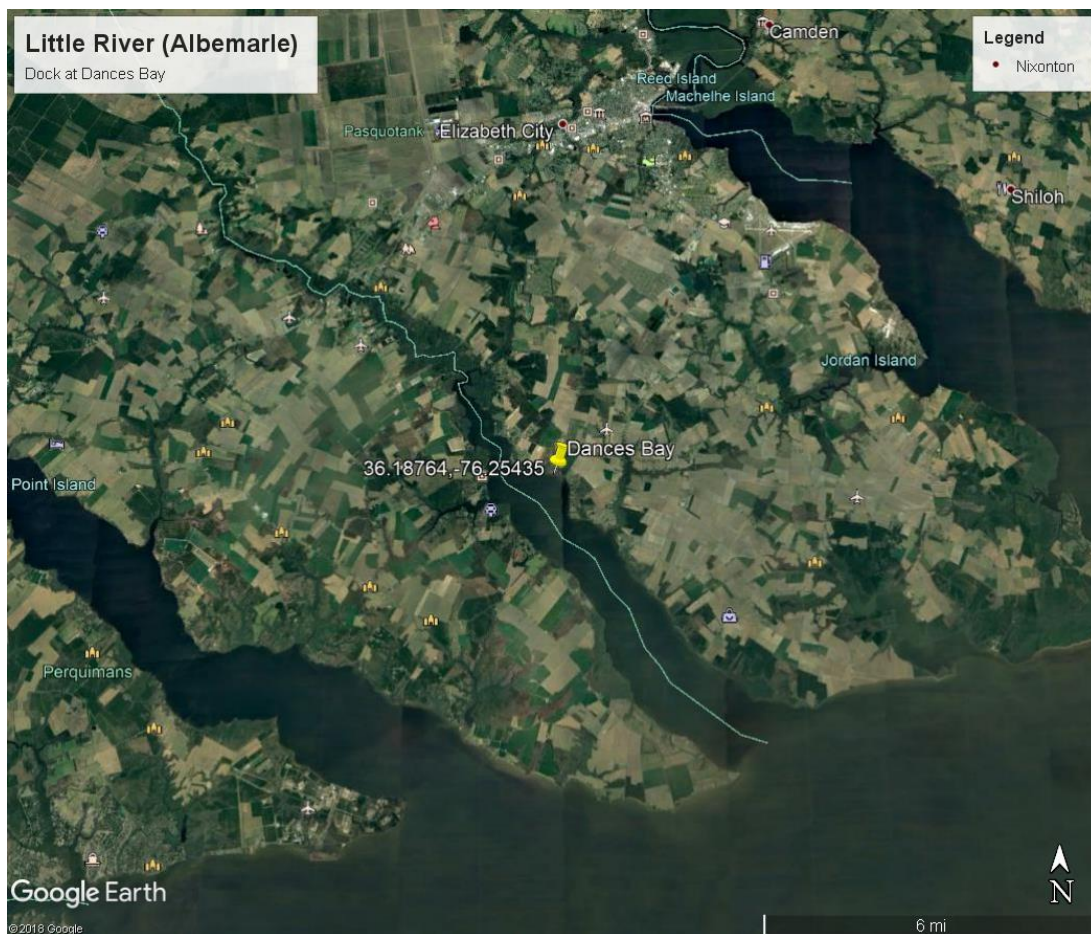 Little River (Albemarle)
Dock at Dances Bay
Legend
Nixonton
Camden
Reed Island
Machelhe Island
Pasquotank
Elizabeth City
Shiloh
Jordan Island
Dances Bay
36.18764,-76.25435
Point Island
Perquimans
Google Earth
N
©2018 Google
6 mi